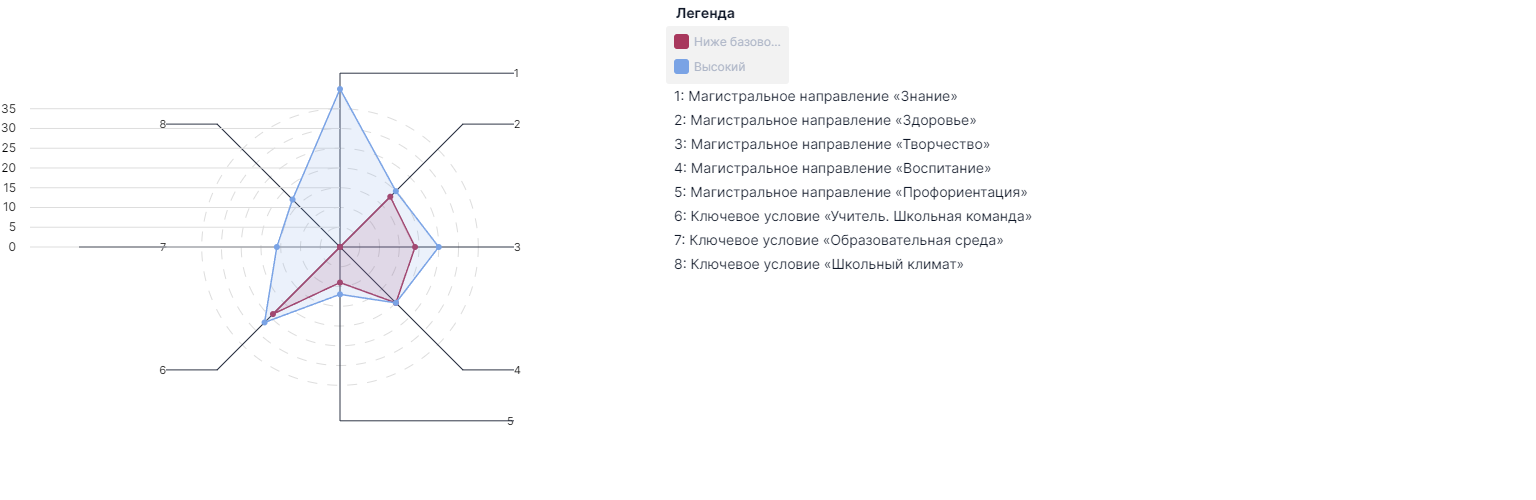 Легенда
Ниже базово...
Высокий
1: Магистральное направление «Знание»
2: Магистральное направление «Здоровье»
3: Магистральное направление «Творчество»
4: Магистральное направление «Воспитание»
5: Магистральное направление «Профориентация»
6: Ключевое условие «Учитель. Школьная команда»
7: Ключевое условие «Образовательная среда»
8: Ключевое условие «Школьный климат»
35
30
25
20
15
10
5
0
1
2
3
4
5
6
7
8